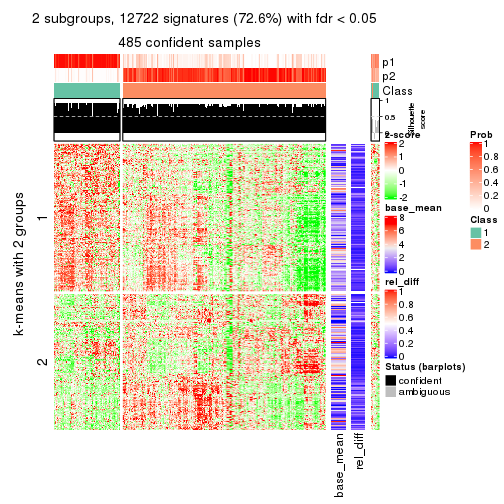 2 subgroups, 12722 signatures (72.6%) with fdr < 0.05
485 confident samples
p1
p2
Class
1
0.5
0
Silhouette
score
k-means with 2 groups
1
2
base_mean
rel_diff
z-score
2
1
0
-1
-2
base_mean
8
6
4
2
0
rel_diff
1
0.8
0.6
0.4
0.2
0
Status (barplots)
confident
ambiguous
Prob
1
0.8
0.6
0.4
0.2
0
Class
1
2